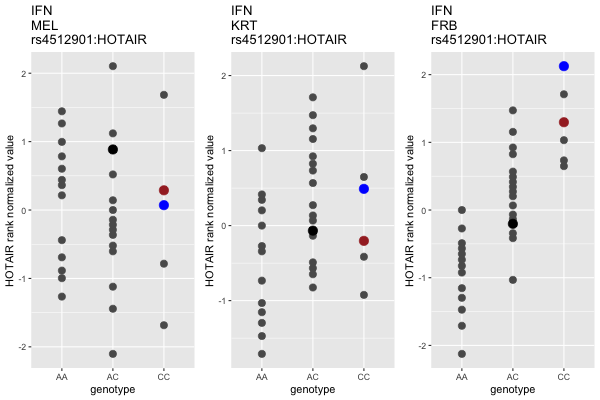 IFN
MEL
rs4512901:HOTAIR
HOTAIR rank normalized value
2
1
0
-1
-2
AA
AC
CC
genotype
IFN
KRT
rs4512901:HOTAIR
HOTAIR rank normalized value
2
1
0
-1
AA
AC
CC
genotype
IFN
FRB
rs4512901:HOTAIR
HOTAIR rank normalized value
2
1
0
-1
-2
AA
AC
CC
genotype